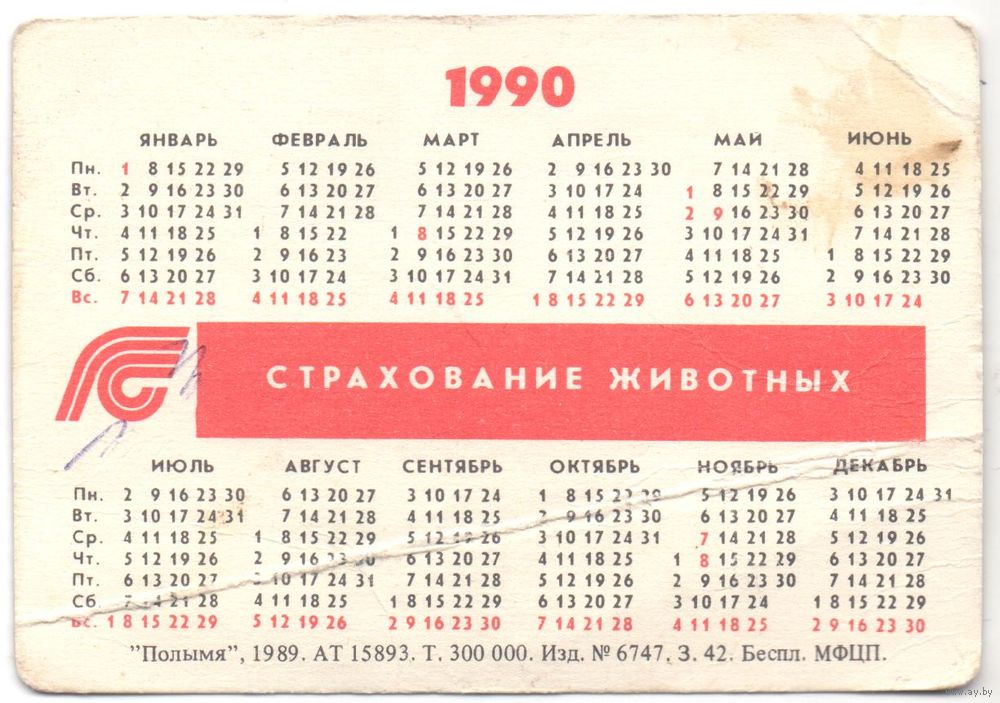 1990
ЯНВАРЬ ФЕВРАЛЬ МАРТ АПРЕЛЬ МАЙ ИЮНЬ
Пн. 1 8 15 22 29 5 12 19 26 5 12 19 26 2 9 16 23 30 7 14 21 28 4 11 18 25
Вт. 2 9 16 23 30 6 13 20 27 6 13 20 27 3 10 17 24 1 8 15 22 29 5 12 19 26
Ср. 3 10 17 24 31 7 14 21 28 7 14 21 28 4 11 18 25 2 9 16 23 30 6 13 20 27
Чт. 4 11 18 25 1 8 15 22 1 8 15 22 29 5 12 19 26 3 10 17 24 31 7 14 21 28
Пт. 5 12 19 26 2 9 16 23 2 9 16 23 30 6 13 20 27 4 11 18 25 1 8 15 22 29
Сб. 6 13 20 27 3 10 17 24 3 10 17 24 31 7 14 21 28 5 12 19 26 2 9 16 23 30
Вс. 7 14 21 28 4 11 18 25 4 11 18 25 1 8 15 22 29 6 13 20 27 3 10 17 24
СТРАХОВАНИЕ ЖИВОТНЫХ
ИЮЛЬ АВГУСТ СЕНТЯБРЬ ОКТЯБРЬ НОЯБРЬ ДЕКАБРЬ
Пн. 2 9 16 23 30 6 13 20 27 3 10 17 24 1 8 15 22 29 5 12 19 26 3 10 17 24 31
Вт. 3 10 17 24 31 7 14 21 28 4 11 18 25 2 9 16 23 30 6 13 20 27 4 11 18 25
Ср. 4 11 18 25 1 8 15 22 29 5 12 19 26 3 10 17 24 31 7 14 21 28 5 12 19 26
Чт. 5 12 19 26 2 9 16 23 30 6 13 20 27 4 11 18 25 1 8 15 22 29 6 13 20 27
Пт. 6 13 20 27 3 10 17 24 31 7 14 21 28 5 12 19 26 2 9 16 23 30 7 14 21 28
Сб. 7 14 21 28 4 11 18 25 1 8 15 22 29 6 13 20 27 3 10 17 24 1 8 15 22 29
Вс. 1 8 15 22 29 5 12 19 26 2 9 16 23 30 7 14 21 28 4 11 18 25 2 9 16 23 30
"Полымя", 1989. АТ 15893. Т. 300 000. Изд. № 6747. З. 42. Беспл. МФЦП.
www.ay.by